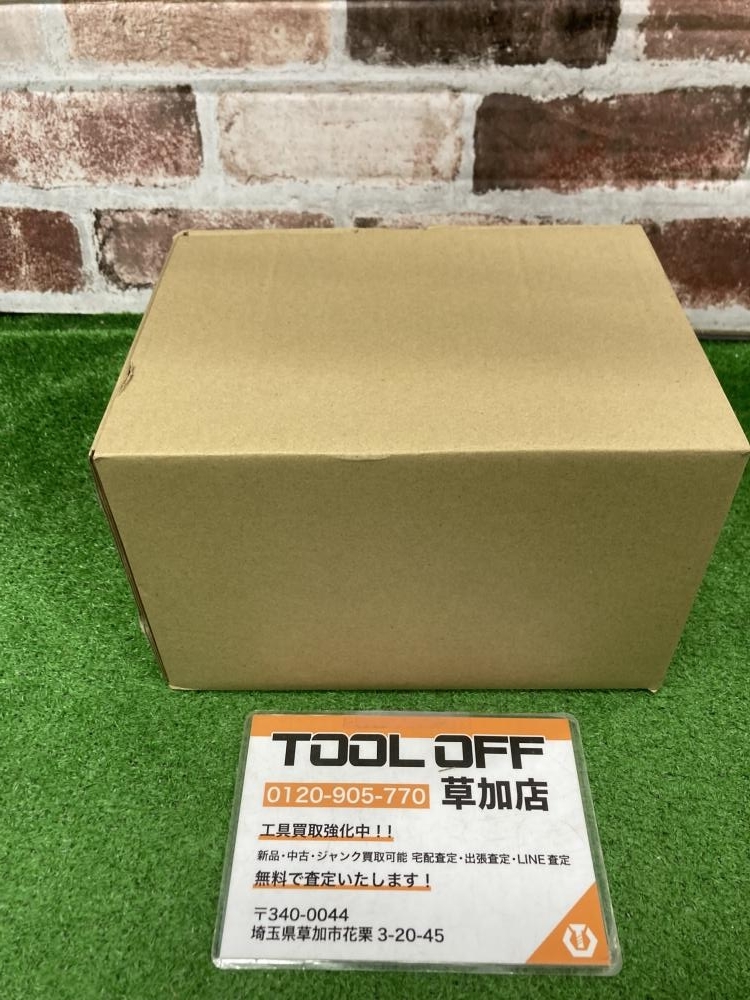 TOOL OFF
0120-905-770 草加店
工具買取強化中！！
新品・中古・ジャンク買取可能 宅配査定・出張査定・LINE査定
無料で査定いたします！
〒340-0044
埼玉県草加市花栗 3-20-45